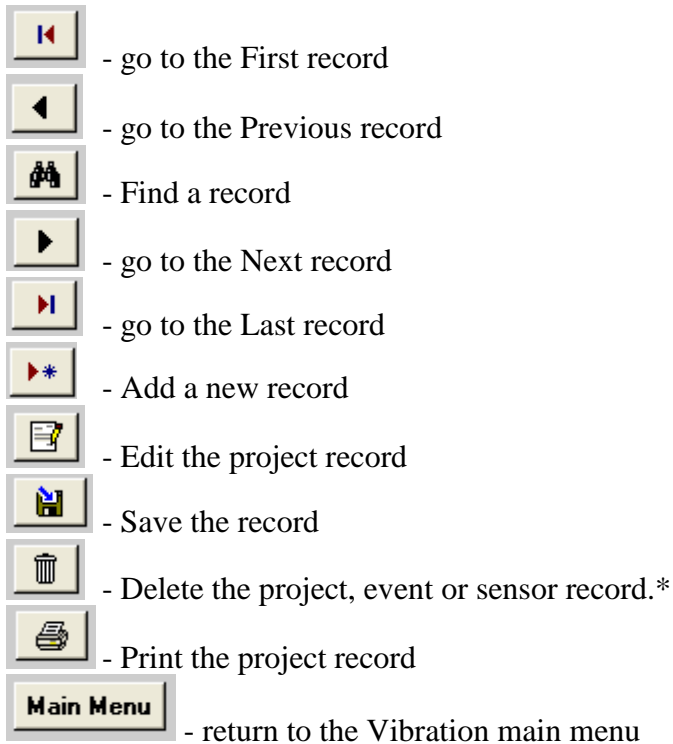 - go to the First record
- go to the Previous record
- Find a record
- go to the Next record
- go to the Last record
- Add a new record
- Edit the project record
- Save the record
- Delete the project, event or sensor record.*
- Print the project record
Main Menu - return to the Vibration main menu